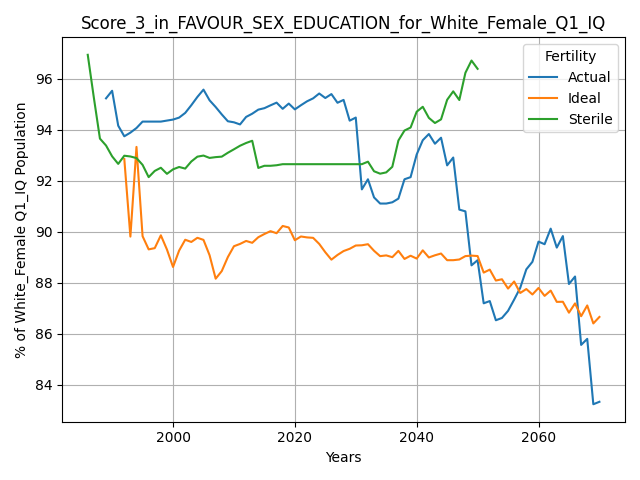 Score_3_in_FAVOUR_SEX_EDUCATION_for_White_Female_Q1_IQ
% of White_Female Q1_IQ Population
96
94
92
90
88
86
84
2000
2020
2040
2060
Years
Fertility
Actual
Ideal
Sterile